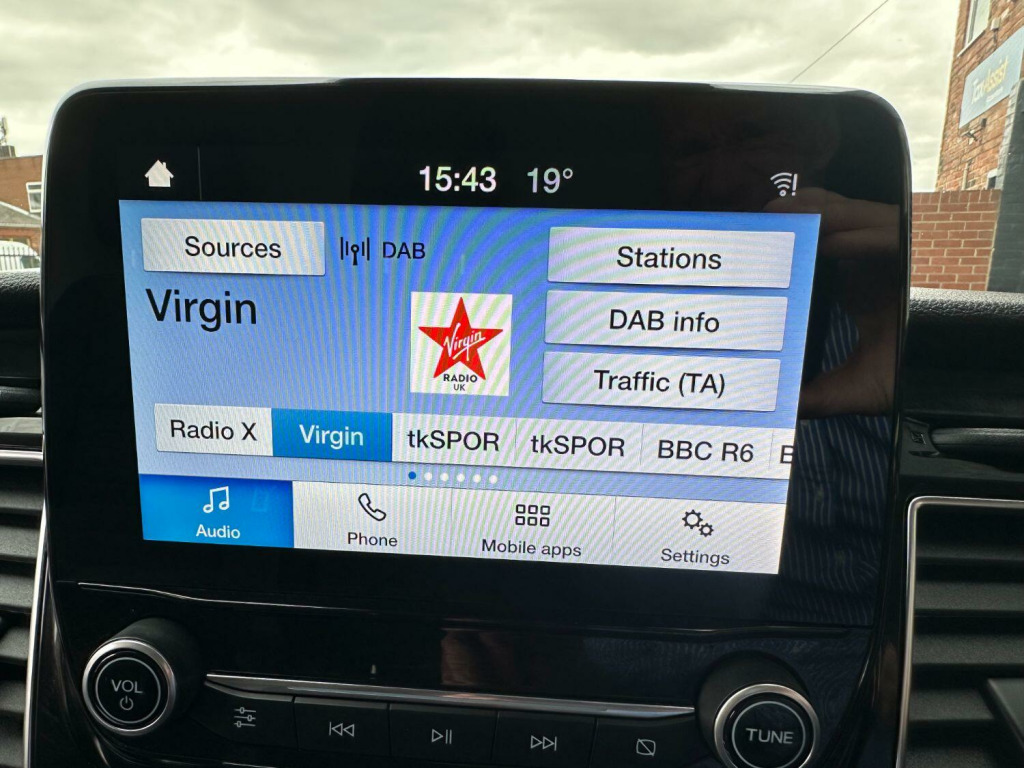 15:43 19°
Sources DAB Stations
Virgin
DAB info
Virgin
RADIO
UK
Traffic (TA)
Radio X Virgin tkSPOR tkSPOR BBC R6
Audio Phone Mobile apps Settings
VOL
TUNE